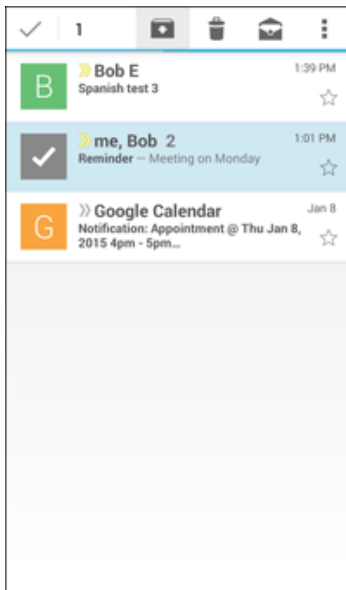 1
B
Bob E
1:39 PM
Spanish test 3
me, Bob 2
1:01 PM
Reminder – Meeting on Monday
G
Google Calendar
Jan 8
Notification: Appointment @ Thu Jan 8,
2015 4pm - 5pm...